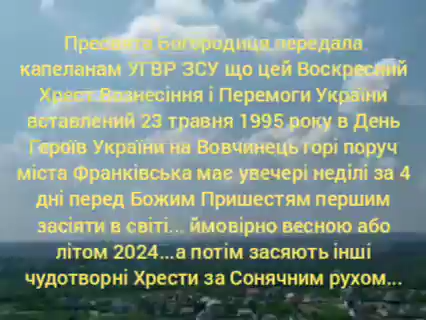 Пресвята Богородиця передала
капеланам УГВР ЗСУ що цей Воскресний
Хрест Вознесіння і Перемоги України
вставлений 23 травня 1995 року в День
Героїв України на Вовчинець горі поруч
міста Франківська має увечері неділі за 4
дні перед Божим Пришестям першим
засіяти в світі... ймовірно весною або
літом 2024...а потім засяють інші
чудотворні Хрести за Сонячним рухом...